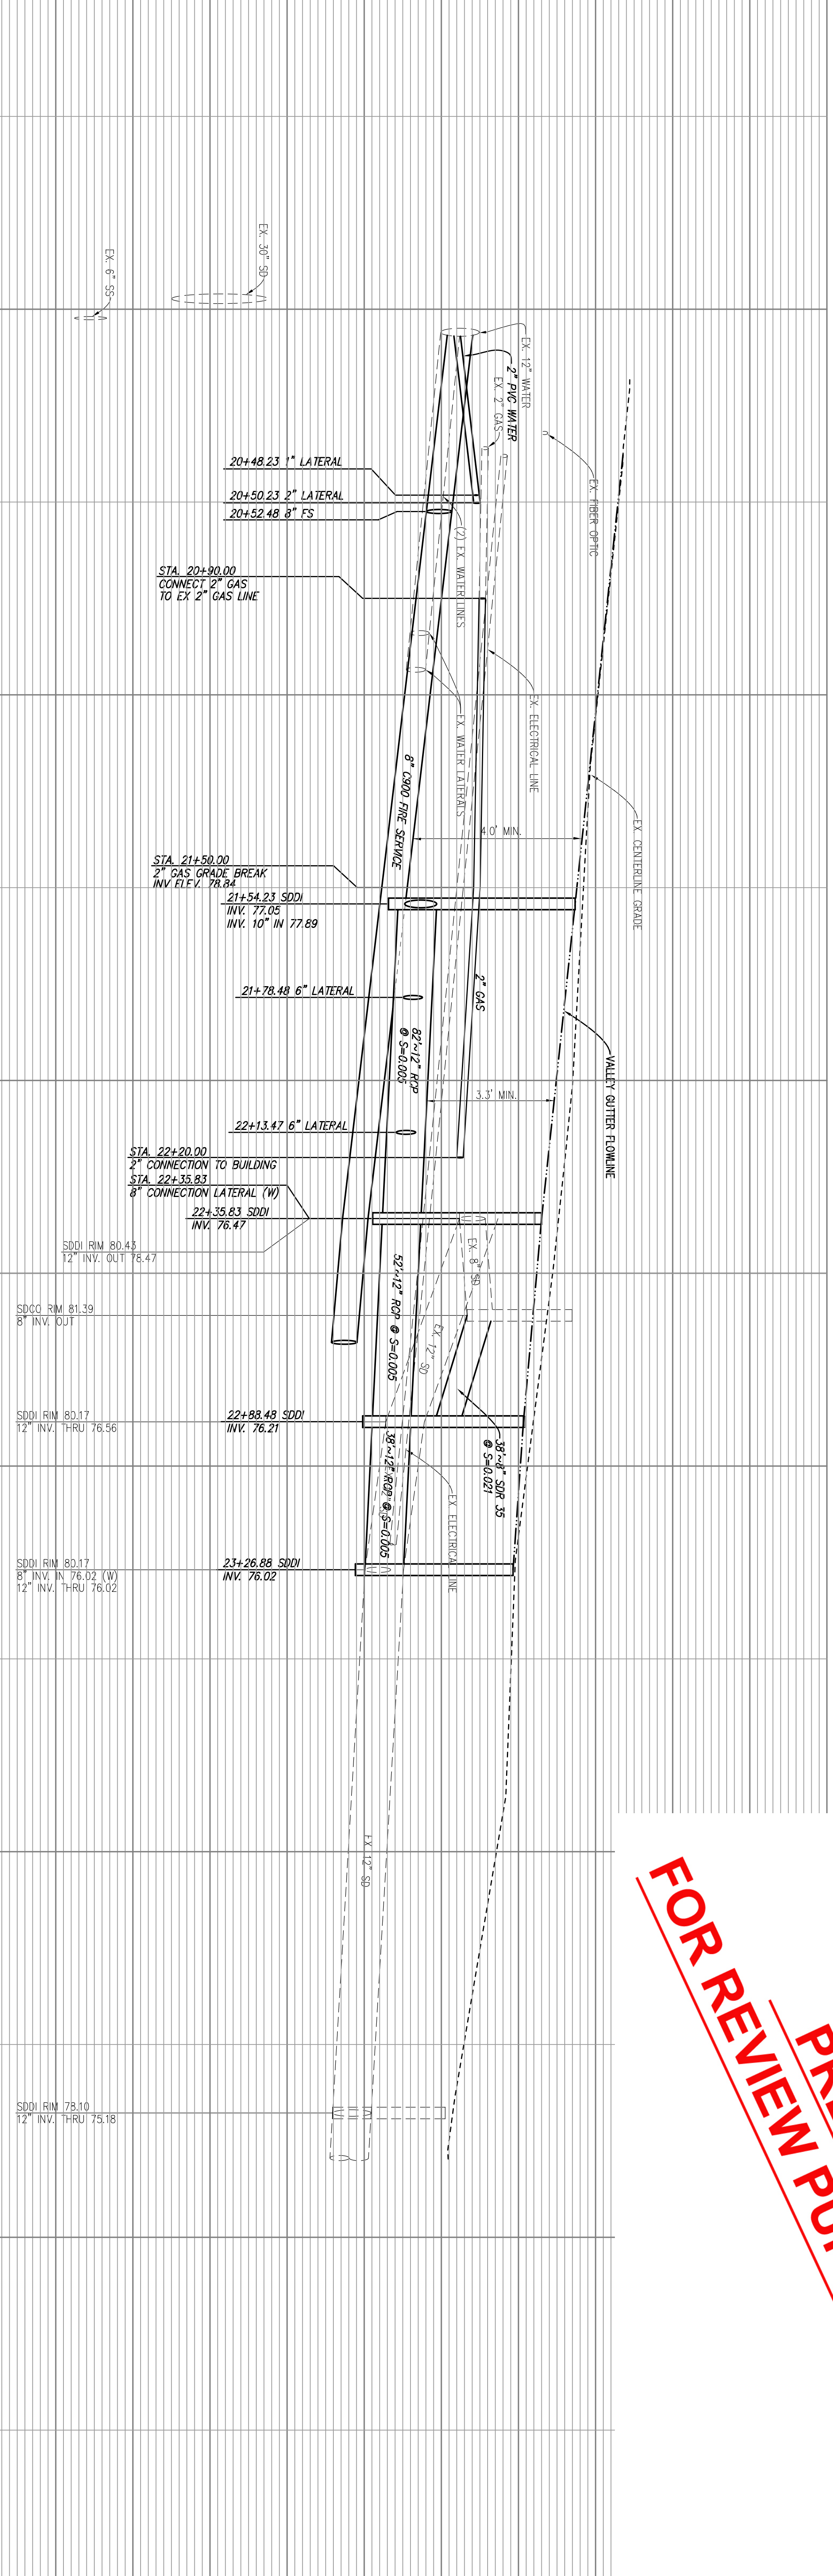 EX. 30" SD
EX. 6" SS
EX. 12" WATER
2" PVC WATER
EX. 2" GAS
EX. FIBER OPTIC
20+48.23 1" LATERAL
20+50.23 2" LATERAL
20+52.48 8" FS
(2) EX. WATER LINES
STA. 20+90.00
CONNECT 2" GAS
TO EX 2" GAS LINE
EX. ELECTRICAL LINE
EX. WATER LATERALS
8" C900 FIRE SERVICE
4.0' MIN.
EX. CENTERLINE GRADE
STA. 21+50.00
2" GAS GRADE BREAK
INV ELEV. 78.84
21+54.23 SDDI
INV. 77.05
INV. 10" IN 77.89
2" GAS
21+78.48 6" LATERAL
82'~12" RCP
@ S=0.005
VALLEY GUTTER FLOWLINE
3.3' MIN.
22+13.47 6" LATERAL
STA. 22+20.00
2" CONNECTION TO BUILDING
STA. 22+35.83
8" CONNECTION LATERAL (W)
22+35.83 SDDI
INV. 76.47
SDDI RIM 80.43
12" INV. OUT 78.47
EX. 8" SD
52'~12" RCP @ S=0.005
SDCO RIM 81.39
8" INV. OUT
EX. 12" SD
SDDI RIM 80.17
12" INV. THRU 76.56
22+88.48 SDDI
INV. 76.21
38'~8" SDR 35
@ S=0.021
38'~12" RCP @ S=0.005
EX. ELECTRICAL LINE
SDDI RIM 80.17
8" INV. IN 76.02 (W)
12" INV. THRU 76.02
23+26.88 SDDI
INV. 76.02
EX. 12" SD
SDDI RIM 78.10
12" INV. THRU 75.18
FOR REVIEW